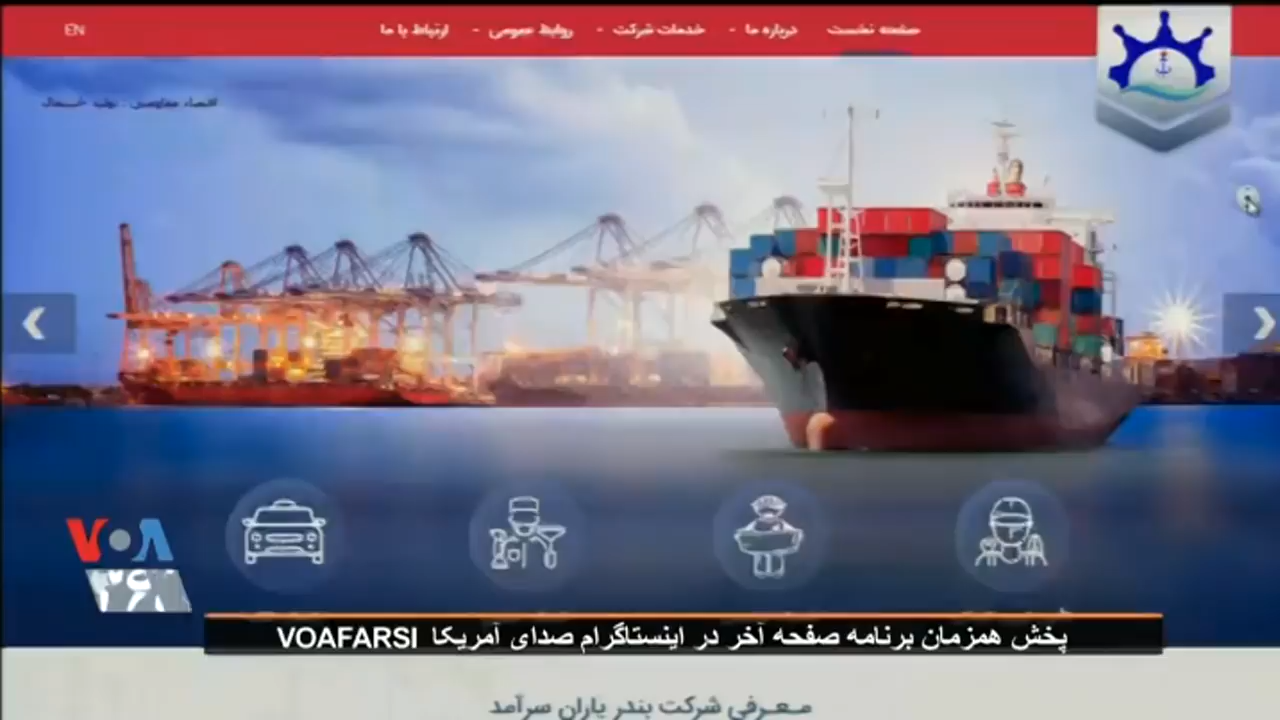 صفحه نخست درباره ما - خدمات شرکت - روابط عمومی - ارتباط با ما EN
VOA
۳۶۸
پخش همزمان برنامه صفحه آخر در اینستاگرام صدای آمریکا VOAFARSI
معرفی شرکت بندر یاران سرآمد